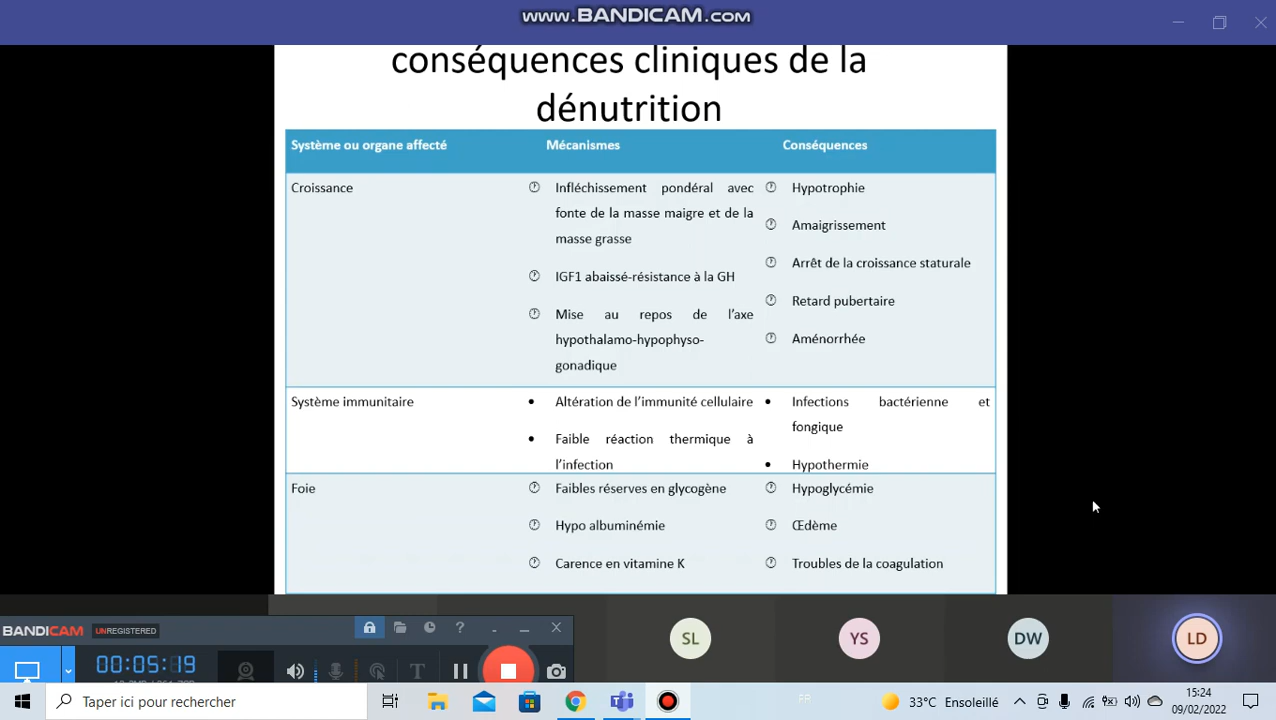 www.BANDICAM.com
conséquences cliniques de la
dénutrition
Système ou organe affecté
Mécanismes
Conséquences
Croissance
Infléchissement pondéral avec
fonte de la masse maigre et de la
masse grasse
IGF1 abaissé-résistance à la GH
Mise au repos de l'axe
hypothalamo-hypophyso-
gonadique
Hypotrophie
Amaigrissement
Arrêt de la croissance staturale
Retard pubertaire
Aménorrhée
Système immunitaire
Altération de l'immunité cellulaire
Faible réaction thermique à
l'infection
Infections bactérienne et
fongique
Hypothermie
Foie
Faibles réserves en glycogène
Hypo albuminémie
Carence en vitamine K
Hypoglycémie
Œdème
Troubles de la coagulation
BANDICAM UNREGISTERED
00:05:19
SL
YS
DW
LD
Taper ici pour rechercher
FR
33°C Ensoleillé
15:24
09/02/2022